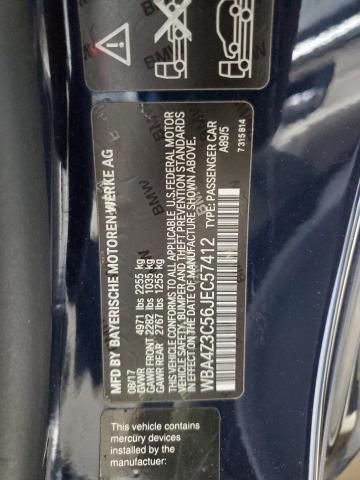 MFD BY BAYERISCHE MOTOREN-WERKE AG
08/17
GVWR 4971 lbs 2255 kg
GAWR FRONT 2282 lbs 1035 kg
GAWR REAR 2767 lbs 1255 kg
THIS VEHICLE CONFORMS TO ALL APPLICABLE U.S. FEDERAL MOTOR
VEHICLE SAFETY, BUMPER AND THEFT PREVENTION STANDARDS
IN EFFECT ON THE DATE OF MANUFACTURE SHOWN ABOVE.
WBA4Z3C56JEC57412 TYPE: PASSENGER CAR
A89/5
7315814
This vehicle contains
mercury devices
installed by the